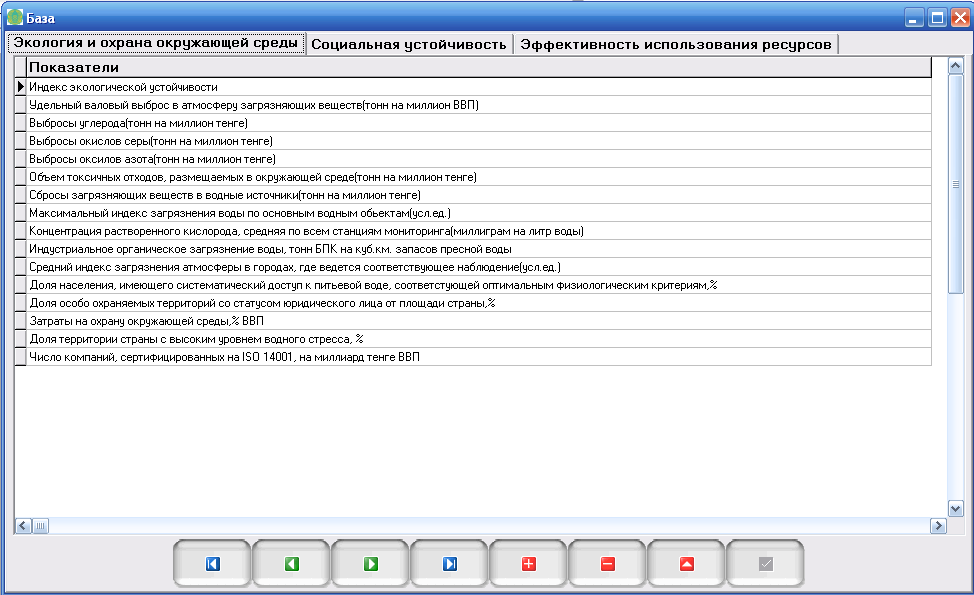 База
Экология и охрана окружающей среды
Социальная устойчивость
Эффективность использования ресурсов
Показатели
Индекс экологической устойчивости
Удельный валовый выброс в атмосферу загрязняющих веществ(тонн на миллион ВВП)
Выбросы углерода(тонн на миллион тенге)
Выбросы окислов серы(тонн на миллион тенге)
Выбросы оксилов азота(тонн на миллион тенге)
Объем токсичных отходов, размещаемых в окружающей среде(тонн на миллион тенге)
Сбросы загрязняющих веществ в водные источники(тонн на миллион тенге)
Максимальный индекс загрязнения воды по основным водным обьектам(усл.ед.)
Концентрация растворенного кислорода, средняя по всем станциям мониторинга(миллиграм на литр воды)
Индустриальное органическое загрязнение воды, тонн БПК на куб.км. запасов пресной воды
Средний индекс загрязнения атмосферы в городах, где ведется соответствующее наблюдение(усл.ед.)
Доля населения, имеющего систематический доступ к питьевой воде, соответстующей оптимальным физиологическим критериям,%
Доля особо охраняемых территорий со статусом юридического лица от площади страны,%
Затраты на охрану окружающей среды,% ВВП
Доля территории страны с высоким уровнем водного стресса, %
Число компаний, сертифицированных на ISO 14001, на миллиард тенге ВВП